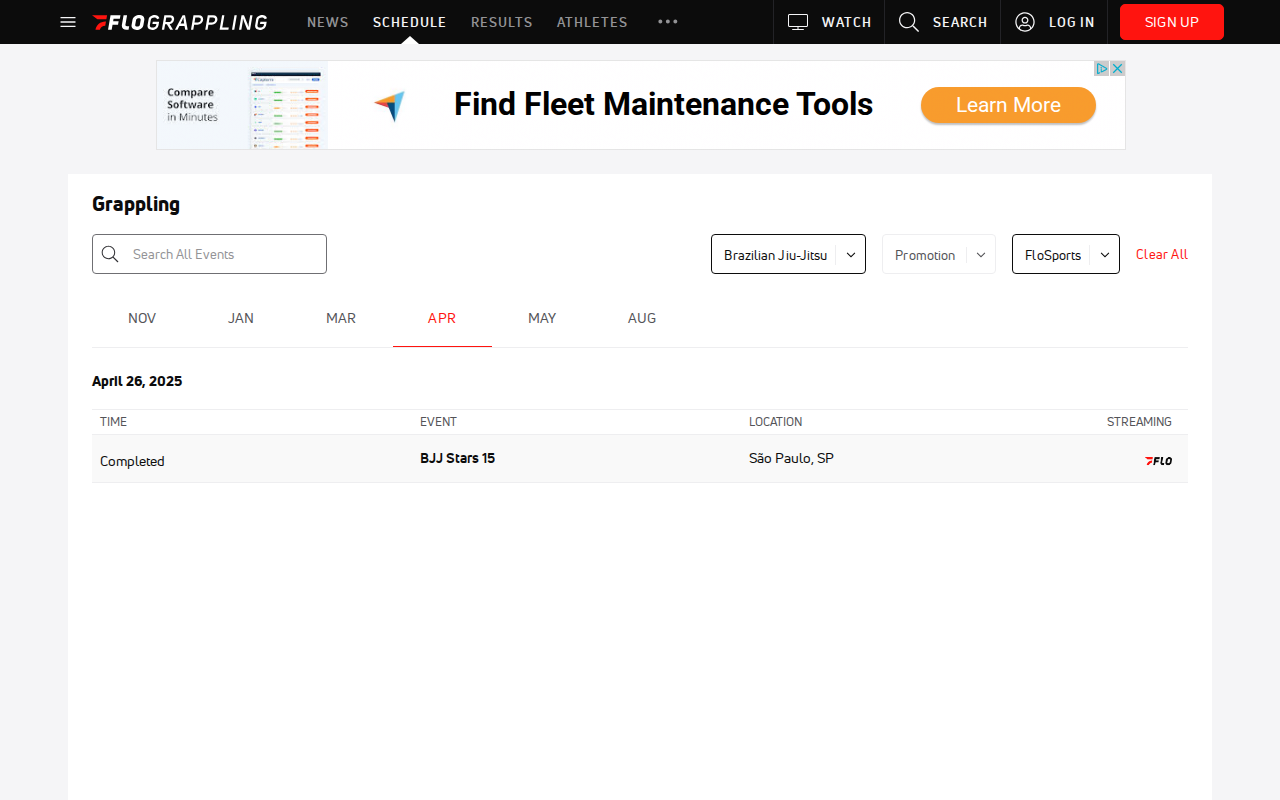 FLOGRAPPLING NEWS SCHEDULE RESULTS ATHLETES WATCH SEARCH LOG IN SIGN UP
Compare
Software
in Minutes
Find Fleet Maintenance Tools
Learn More
Grappling
Search All Events
Brazilian Jiu-Jitsu
Promotion
FloSports
Clear All
NOV JAN MAR APR MAY AUG
April 26, 2025
TIME EVENT LOCATION STREAMING
Completed BJJ Stars 15 São Paulo, SP FLO